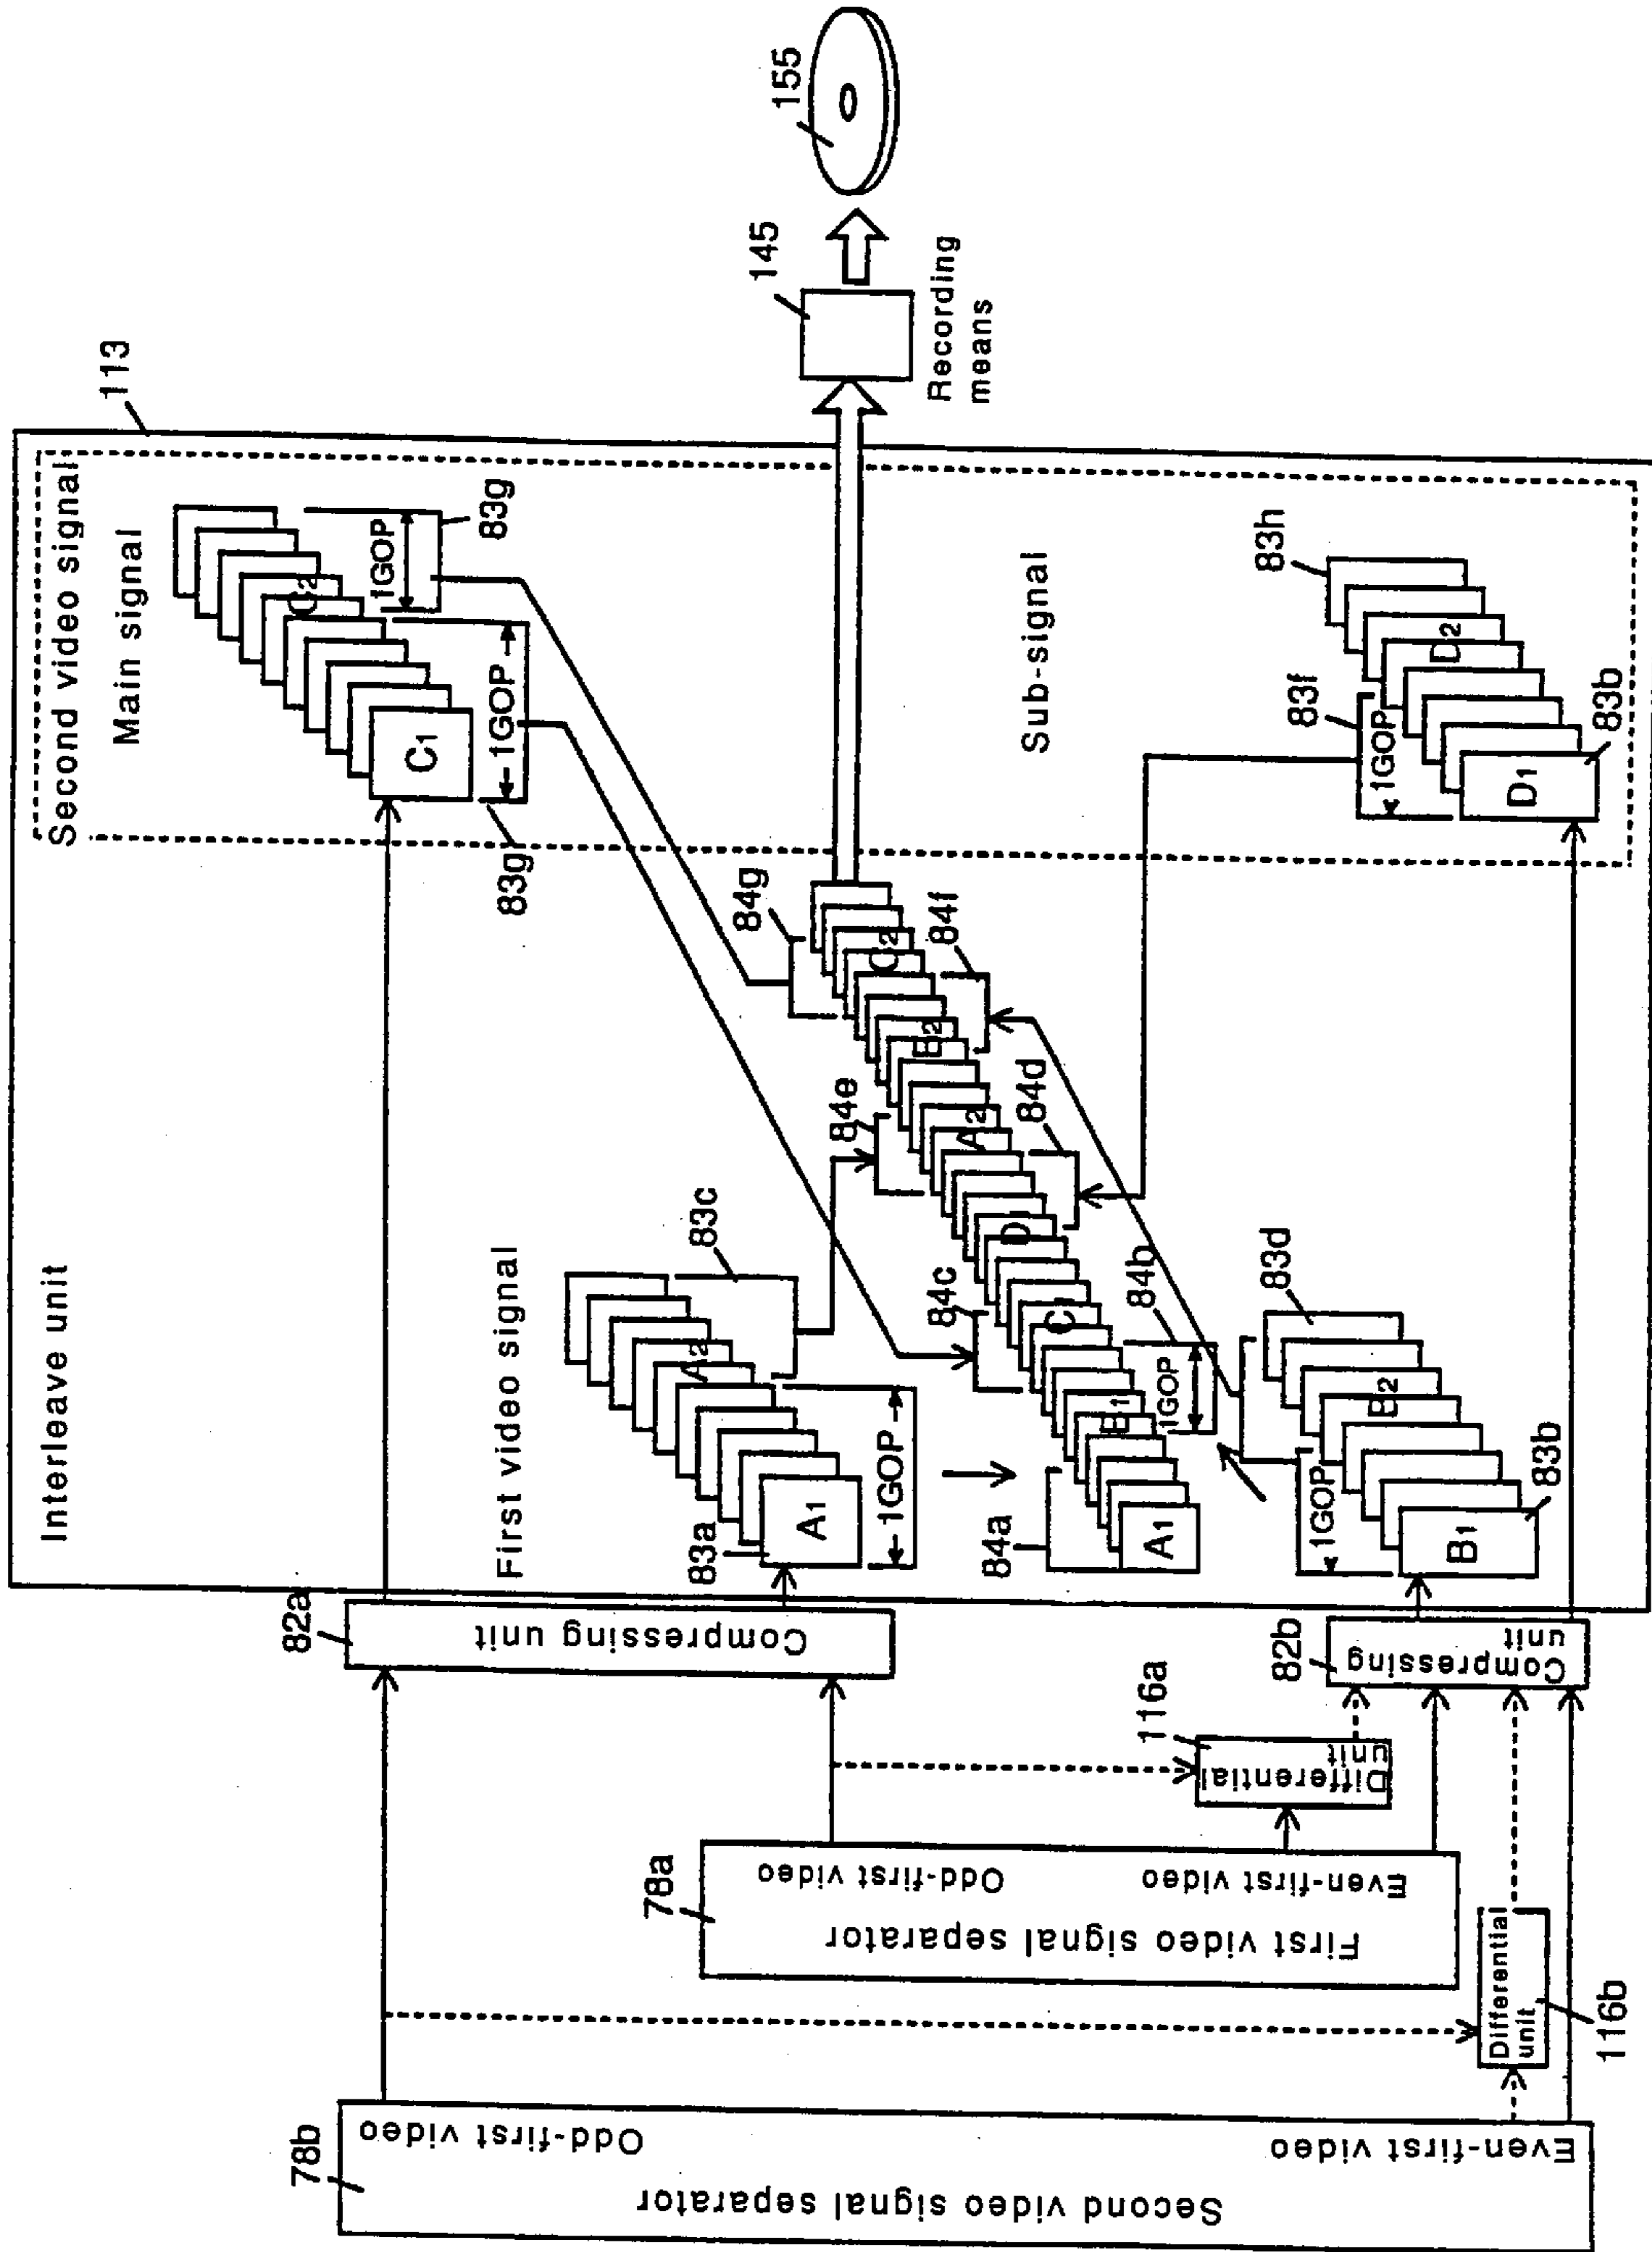 Interleave unit
113
Second video signal
Main signal
C1
C2
1GOP
1GOP
83g
83g
First video signal
83a
A1
A2
1GOP
83c
84a
A1
B1
84b
1GOP
84c
C1
D1
84d
84e
A2
B2
84f
84g
C2
B1
B2
1GOP
83b
83d
Sub-signal
D1
D2
1GOP
83f
83h
83b
145
Recording
means
155
82a
Compressing unit
82b
Compressing
unit
116a
Differential
unit
116b
Differential
unit
78a
Odd-first video
Even-first video
First video signal separator
78b
Odd-first video
Even-first video
Second video signal separator